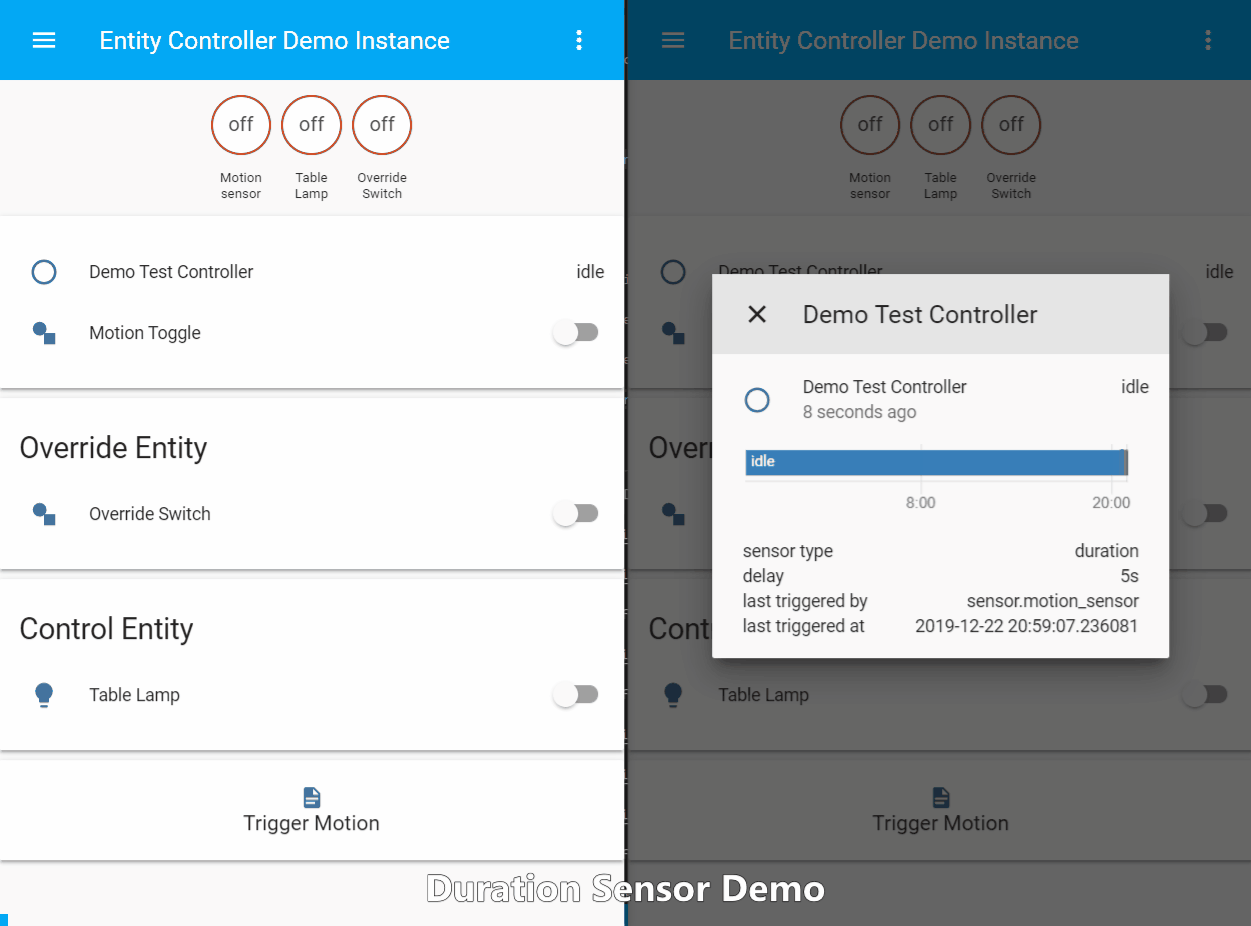 Entity Controller Demo Instance
off off off
Motion sensor
Table Lamp
Override Switch
Demo Test Controller idle
Motion Toggle
Override Entity
Override Switch
Control Entity
Table Lamp
Trigger Motion
Entity Controller Demo Instance
off off off
Motion sensor
Table Lamp
Override Switch
Demo Test Controller idle
Demo Test Controller
Demo Test Controller idle
8 seconds ago
idle
8:00 20:00
sensor type duration
delay 5s
last triggered by sensor.motion_sensor
last triggered at 2019-12-22 20:59:07.236081
Table Lamp
Trigger Motion
Duration Sensor Demo